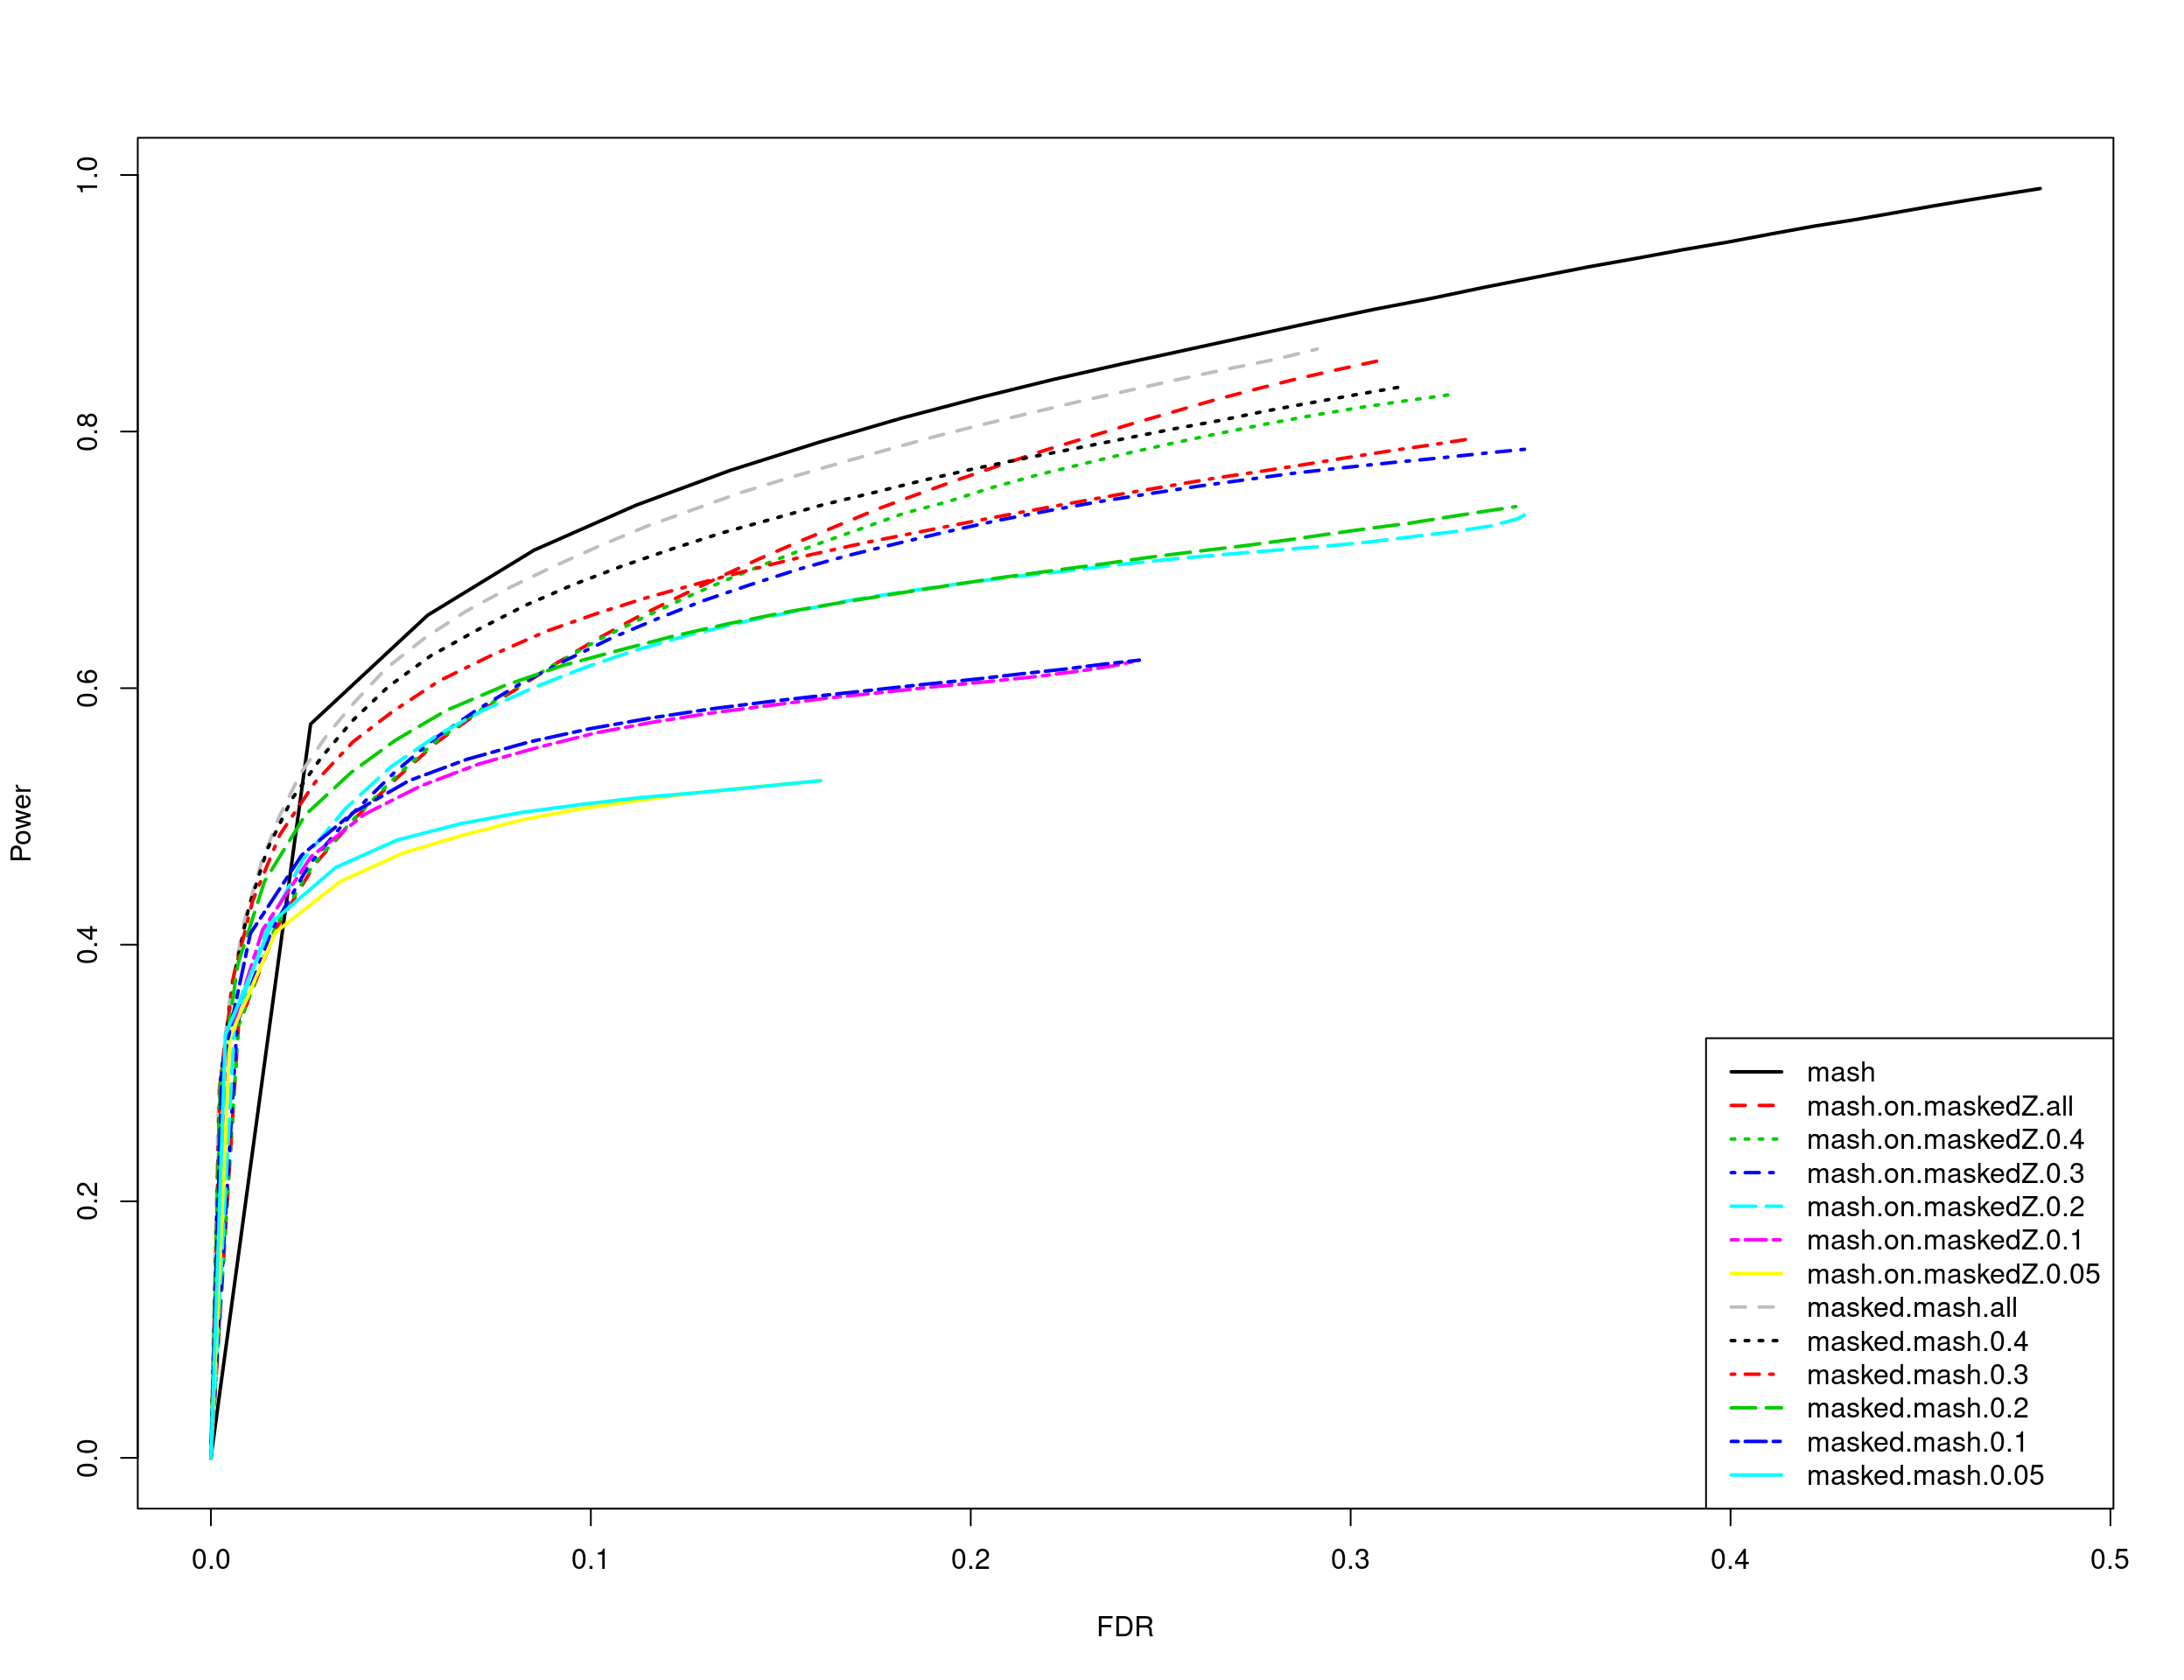 Power
1.0
0.8
0.6
0.4
0.2
0.0
0.0 0.1 0.2 0.3 0.4 0.5
FDR
mash
mash.on.maskedZ.all
mash.on.maskedZ.0.4
mash.on.maskedZ.0.3
mash.on.maskedZ.0.2
mash.on.maskedZ.0.1
mash.on.maskedZ.0.05
masked.mash.all
masked.mash.0.4
masked.mash.0.3
masked.mash.0.2
masked.mash.0.1
masked.mash.0.05